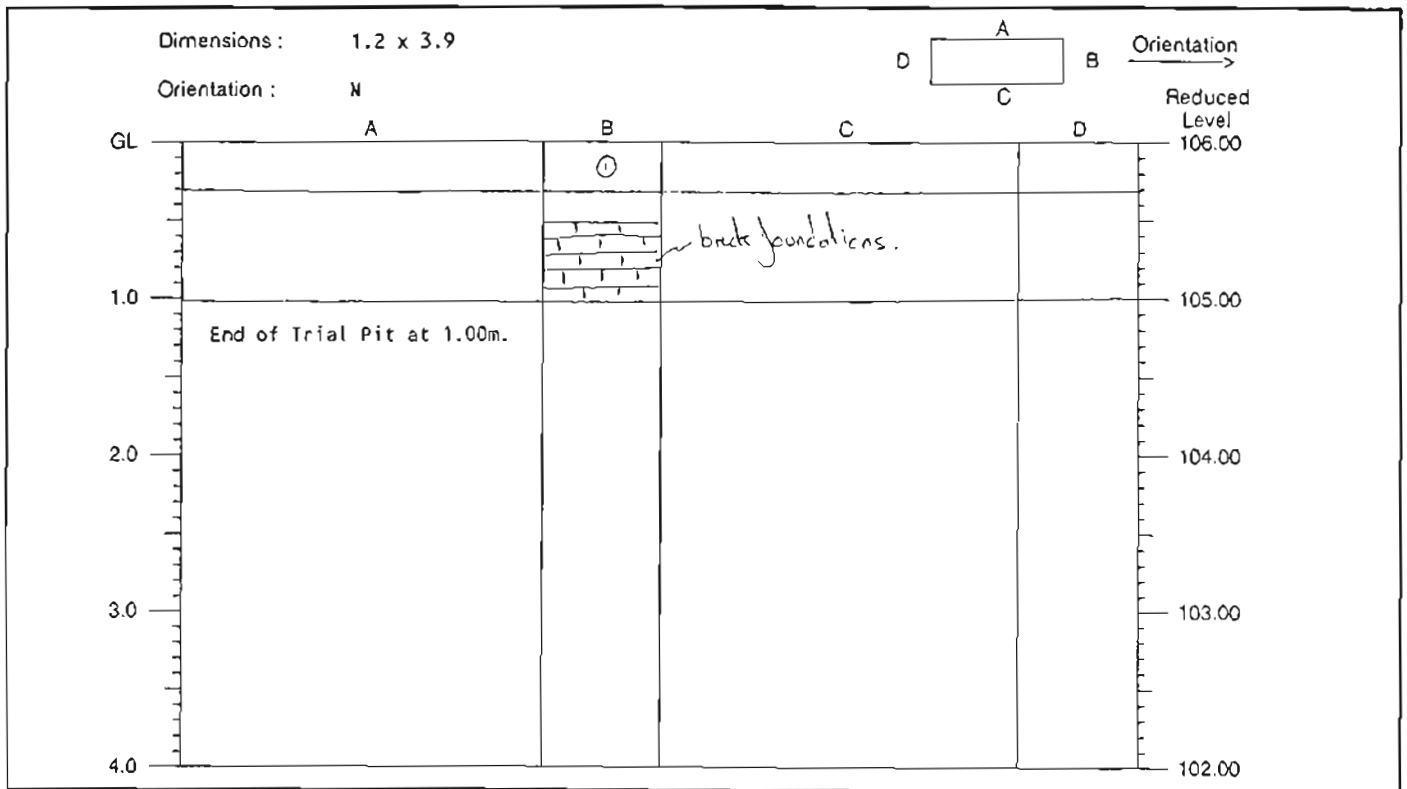 Dimensions : 1.2 x 3.9
A
D B Orientation
Orientation : N
C
Reduced
Level
A B C D
GL 106.00
1
foundations.
1.0 105.00
End of Trial Pit at 1.00m.
2.0 104.00
3.0 103.00
4.0 102.00